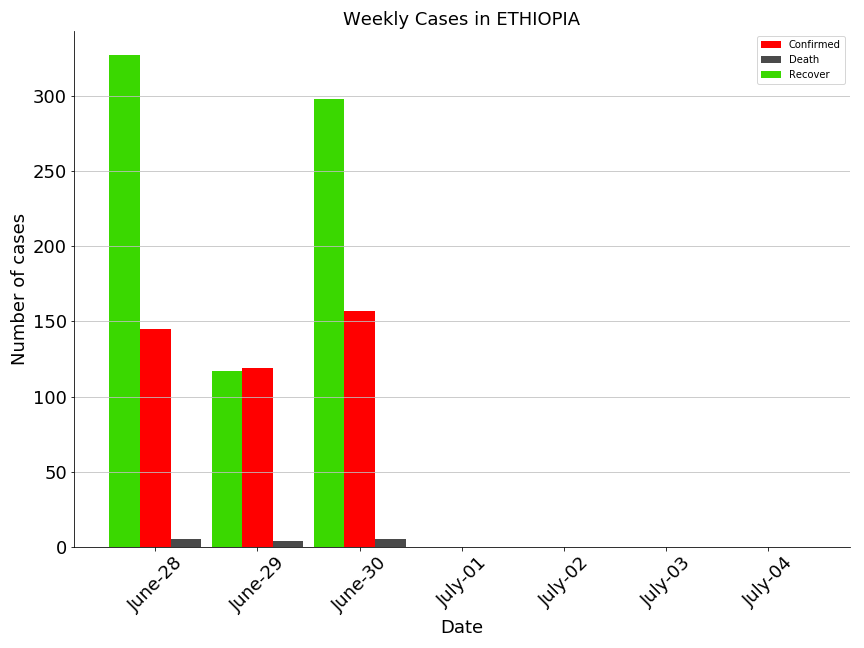 Weekly Cases in ETHIOPIA
Confirmed
Death
Recover
Number of cases
300
250
200
150
100
50
0
June-28
June-29
June-30
July-01
July-02
July-03
July-04
Date